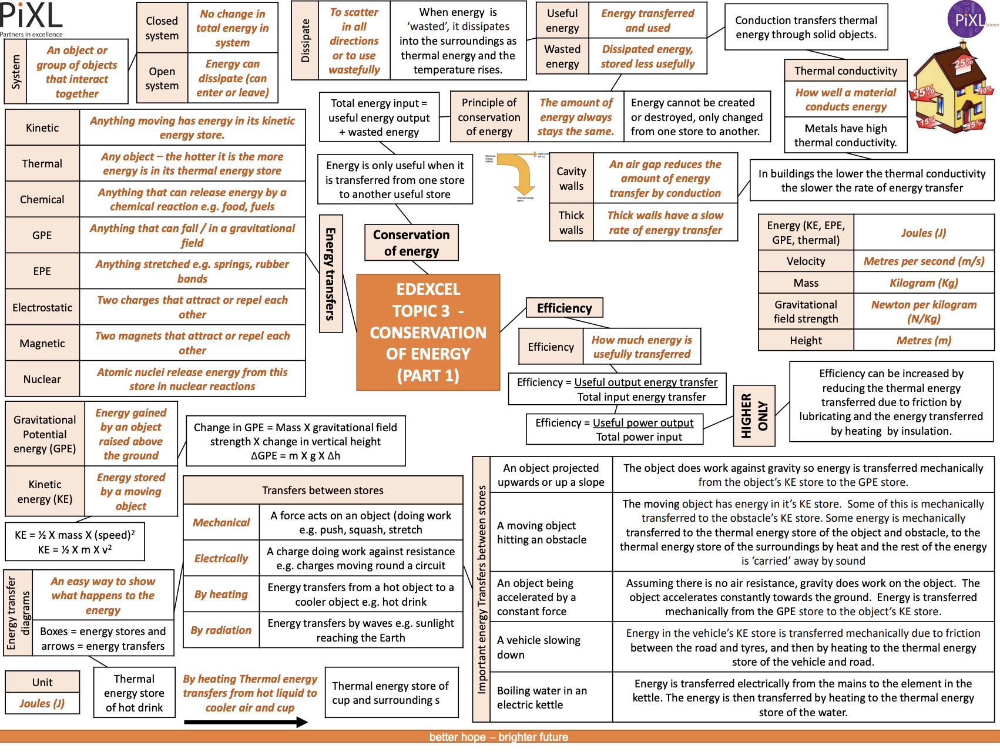 PiXL
Partners in excellence
System
An object or
group of objects
that interact
together
Closed
system
No change in
total energy in
system
Open
system
Energy can
dissipate (can
enter or leave)
Dissipate
To scatter
in all
directions
or to use
wastefully
When energy is
‘wasted’, it dissipates
into the surroundings as
thermal energy and the
temperature rises.
Useful
energy
Energy transferred
and used
Wasted
energy
Dissipated energy,
stored less usefully
Conduction transfers thermal
energy through solid objects.
PiXL
Science
Thermal conductivity
How well a material
conducts energy
Metals have high
thermal conductivity.
25%
35%
10%
15%
15%
Total energy input =
useful energy output
+ wasted energy
Principle of
conservation
of energy
The amount of
energy always
stays the same.
Energy cannot be created
or destroyed, only changed
from one store to another.
Kinetic
Anything moving has energy in its kinetic
energy store.
Thermal
Any object – the hotter it is the more
energy is in its thermal energy store
Chemical
Anything that can release energy by a
chemical reaction e.g. food, fuels
GPE
Anything that can fall / in a gravitational
field
EPE
Anything stretched e.g. springs, rubber
bands
Electrostatic
Two charges that attract or repel each
other
Magnetic
Two magnets that attract or repel each
other
Nuclear
Atomic nuclei release energy from this
store in nuclear reactions
Energy is only useful when it
is transferred from one store
to another useful store
Electrical
energy
(100%)
Thermal energy
(90%)
Cavity
walls
An air gap reduces the
amount of energy
transfer by conduction
Thick
walls
Thick walls have a slow
rate of energy transfer
In buildings the lower the thermal conductivity
the slower the rate of energy transfer
Energy transfers
Conservation
of energy
EDEXCEL
TOPIC 3 -
CONSERVATION
OF ENERGY
(PART 1)
Energy (KE, EPE,
GPE, thermal)
Joules (J)
Velocity
Metres per second (m/s)
Mass
Kilogram (Kg)
Gravitational
field strength
Newton per kilogram
(N/Kg)
Height
Metres (m)
Efficiency
Efficiency
How much energy is
usefully transferred
Efficiency = Useful output energy transfer
Total input energy transfer
Efficiency = Useful power output
Total power input
HIGHER
ONLY
Efficiency can be increased by
reducing the thermal energy
transferred due to friction by
lubricating and the energy transferred
by heating by insulation.
Gravitational
Potential
energy (GPE)
Energy gained
by an object
raised above
the ground
Kinetic
energy (KE)
Energy stored
by a moving
object
Change in GPE = Mass X gravitational field
strength X change in vertical height
ΔGPE = m X g X Δh
KE = ½ X mass X (speed)²
KE = ½ X m X v²
Transfers between stores
Mechanical
A force acts on an object (doing work
e.g. push, squash, stretch
Electrically
A charge doing work against resistance
e.g. charges moving round a circuit
By heating
Energy transfers from a hot object to a
cooler object e.g. hot drink
By radiation
Energy transfers by waves e.g. sunlight
reaching the Earth
Energy transfer
diagrams
An easy way to show
what happens to the
energy
Boxes = energy stores and
arrows = energy transfers
Unit
Joules (J)
Thermal
energy store
of hot drink
By heating Thermal energy
transfers from hot liquid to
cooler air and cup
Thermal energy store of
cup and surrounding s
Important energy Transfers between stores
An object projected
upwards or up a slope
The object does work against gravity so energy is transferred mechanically
from the object’s KE store to the GPE store.
A moving object
hitting an obstacle
The moving object has energy in it’s KE store. Some of this is mechanically
transferred to the obstacle’s KE store. Some energy is mechanically
transferred to the thermal energy store of the object and obstacle, to the
thermal energy store of the surroundings by heat and the rest of the energy
is ‘carried’ away by sound
An object being
accelerated by a
constant force
Assuming there is no air resistance, gravity does work on the object. The
object accelerates constantly towards the ground. Energy is transferred
mechanically from the GPE store to the object’s KE store.
A vehicle slowing
down
Energy in the vehicle’s KE store is transferred mechanically due to friction
between the road and tyres, and then by heating to the thermal energy
store of the vehicle and road.
Boiling water in an
electric kettle
Energy is transferred electrically from the mains to the element in the
kettle. The energy is then transferred by heating to the thermal energy
store of the water.
better hope – brighter future